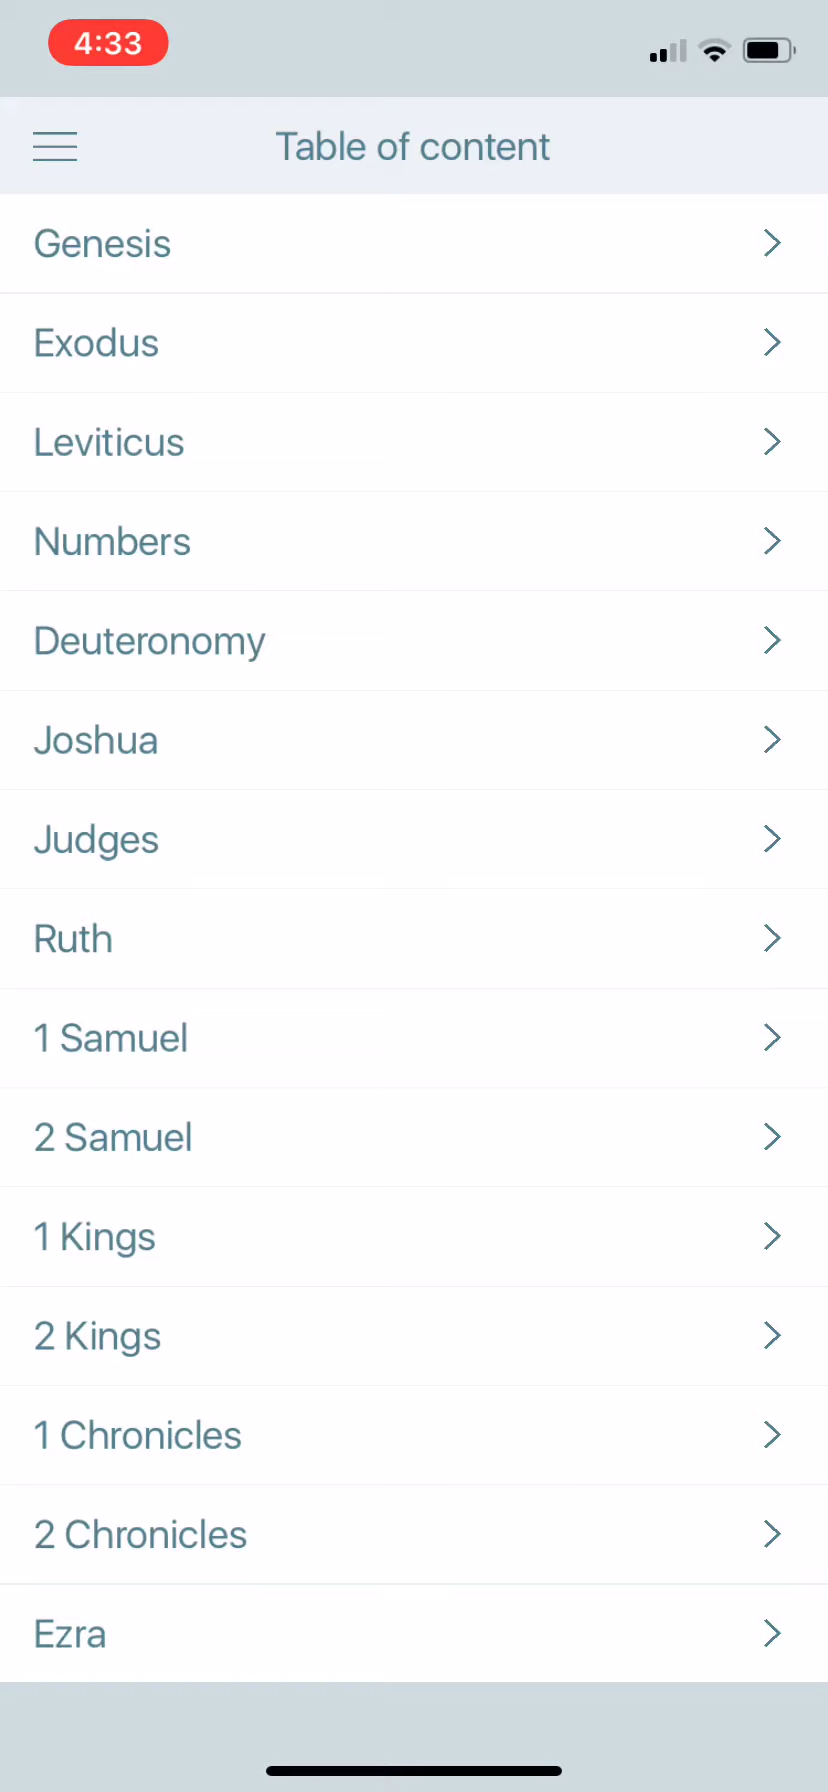 4:33
Table of content
Genesis
Exodus
Leviticus
Numbers
Deuteronomy
Joshua
Judges
Ruth
1 Samuel
2 Samuel
1 Kings
2 Kings
1 Chronicles
2 Chronicles
Ezra